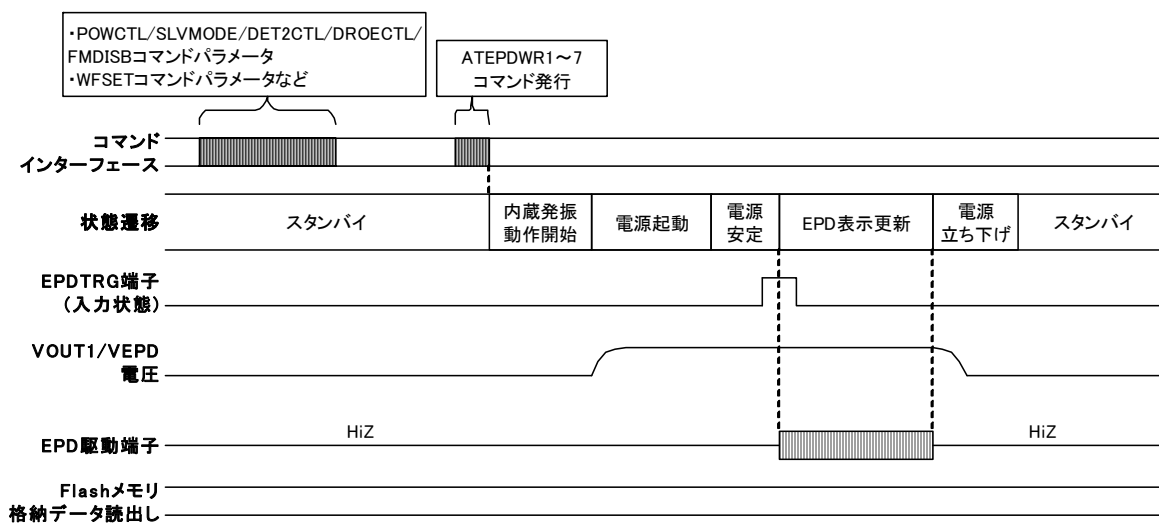 ・POWCTL/SLVMODE/DET2CTL/DROECTL/
FMDISBコマンドパラメータ
・WFSETコマンドパラメータなど
ATEPDWR1～7
コマンド発行
コマンド
インターフェース
状態遷移
スタンバイ
内蔵発振
動作開始
電源起動
電源
安定
EPD表示更新
電源
立ち下げ
スタンバイ
EPDTRG端子
(入力状態)
VOUT1/VEPD
電圧
EPD駆動端子
HiZ
HiZ
Flashメモリ
格納データ読出し